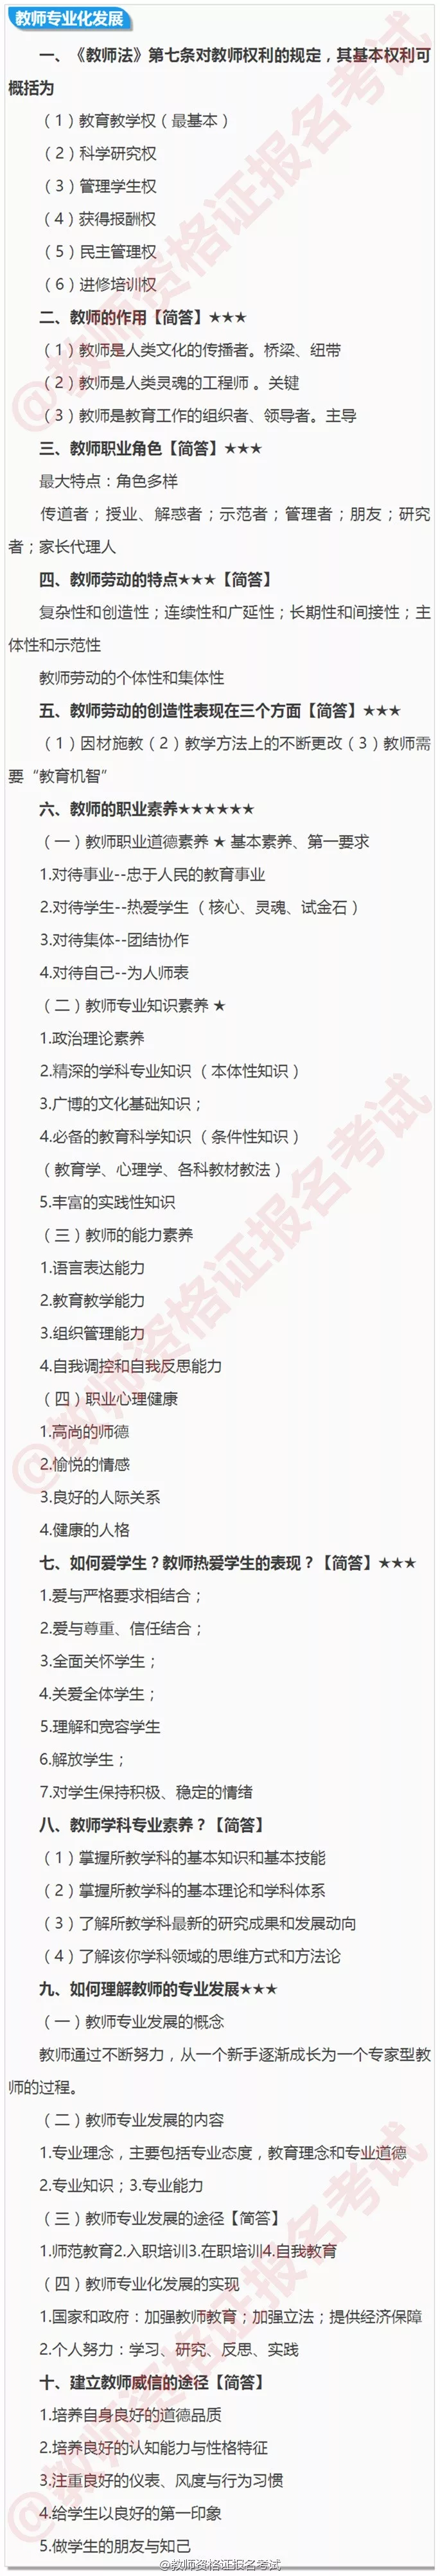 教师专业化发展
一、《教师法》第七条对教师权利的规定，其基本权利可
概括为
（1）教育教学权（最基本）
（2）科学研究权
（3）管理学生权
（4）获得报酬权
（5）民主管理权
（6）进修培训权
二、教师的作用【简答】★★★
（1）教师是人类文化的传播者。桥梁、纽带
（2）教师是人类灵魂的工程师 。关键
（3）教师是教育工作的组织者、领导者。主导
三、教师职业角色【简答】★★★
最大特点：角色多样
传道者；授业、解惑者；示范者；管理者；朋友；研究
者；家长代理人
四、教师劳动的特点★★★【简答】
复杂性和创造性；连续性和广延性；长期性和间接性；主
体性和示范性
教师劳动的个体性和集体性
五、教师劳动的创造性表现在三个方面【简答】★★★
（1）因材施教（2）教学方法上的不断更改（3）教师需
要“教育机智”
六、教师的职业素养★★★★★★
（一）教师职业道德素养 ★ 基本素养、第一要求
1.对待事业--忠于人民的教育事业
2.对待学生--热爱学生 （ 核心、灵魂、试金石 ）
3.对待集体--团结协作
4.对待自己--为人师表
（二）教师专业知识素养 ★
1.政治理论素养
2.精深的学科专业知识 （ 本体性知识 ）
3.广博的文化基础知识；
4.必备的教育科学知识 （ 条件性知识 ）
（ 教育学、心理学、各科教材教法 ）
5.丰富的实践性知识
（三）教师的能力素养
1.语言表达能力
2.教育教学能力
3.组织管理能力
4.自我调控和自我反思能力
（四）职业心理健康
1.高尚的师德
2.愉悦的情感
3.良好的人际关系
4.健康的人格
七、如何爱学生？教师热爱学生的表现？【简答】★★★
1.爱与严格要求相结合；
2.爱与尊重、信任结合；
3.全面关怀学生；
4.关爱全体学生；
5.理解和宽容学生
6.解放学生；
7.对学生保持积极、稳定的情绪
八、教师学科专业素养？【简答】
（1）掌握所教学科的基本知识和基本技能
（2）掌握所教学科的基本理论和学科体系
（3）了解所教学科最新的研究成果和发展动向
（4）了解该你学科领域的思维方式和方法论
九、如何理解教师的专业发展★★★
（一）教师专业发展的概念
教师通过不断努力，从一个新手逐渐成长为一个专家型教
师的过程。
（二）教师专业发展的内容
1.专业理念，主要包括专业态度，教育理念和专业道德
2.专业知识；3.专业能力
（三）教师专业发展的途径【简答】
1.师范教育2.入职培训3.在职培训4.自我教育
（四）教师专业化发展的实现
1.国家和政府：加强教师教育；加强立法；提供经济保障
2.个人努力：学习、研究、反思、实践
十、建立教师威信的途径【简答】
1.培养自身良好的道德品质
2.培养良好的认知能力与性格特征
3.注重良好的仪表、风度与行为习惯
4.给学生以良好的第一印象
5.做学生的朋友与知己
@教师资格证报名考试
@教师资格证报名考试
@教师资格证报名考试
@教师资格证报名考试